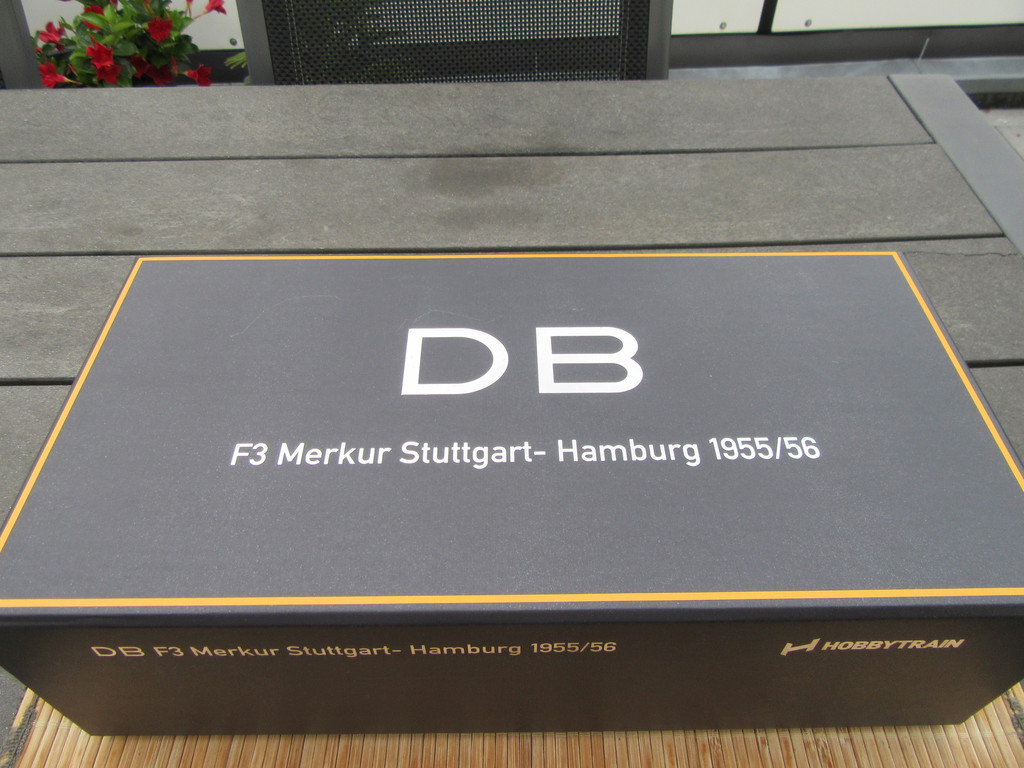 DB
F3 Merkur Stuttgart- Hamburg 1955/56
DB F3 Merkur Stuttgart- Hamburg 1955/56
HOBBYTRAIN